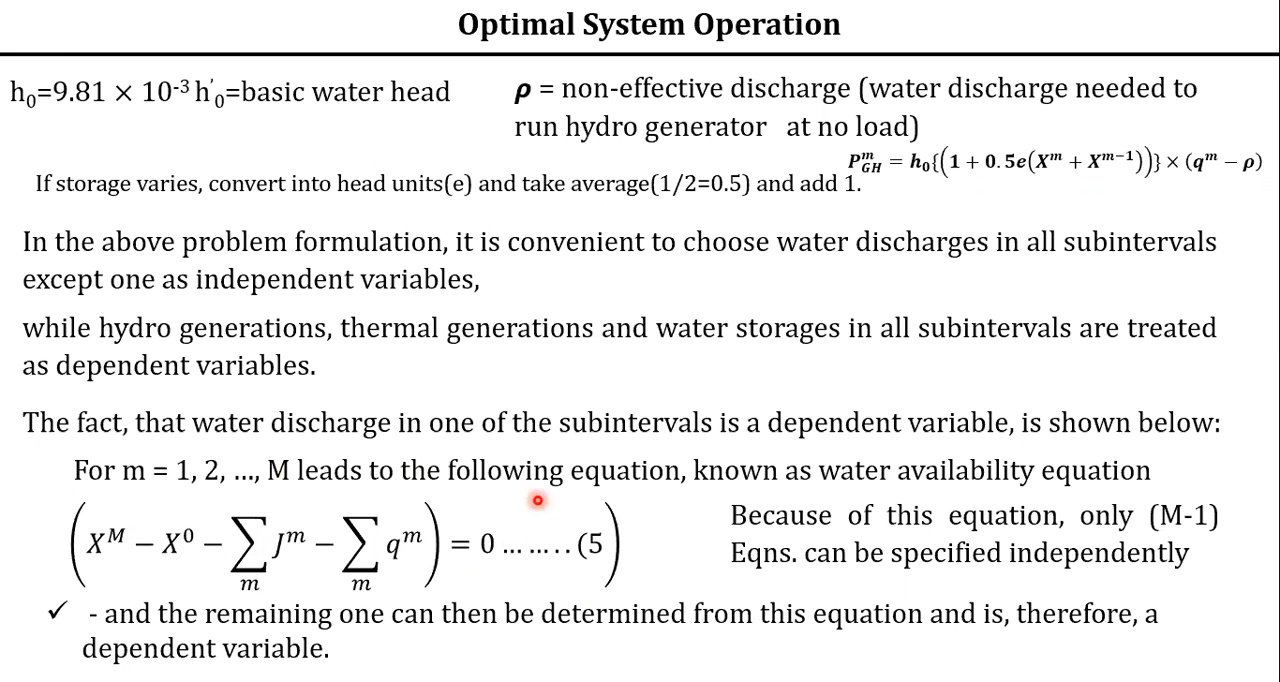 Optimal System Operation
h₀=9.81 × 10⁻³ h′₀=basic water head
𝝆 = non-effective discharge (water discharge needed to
run hydro generator at no load)
P^m_GH = h₀{(1 + 0.5e(X^m + X^{m−1}))} × (q^m − ρ)
If storage varies, convert into head units(e) and take average(1/2=0.5) and add 1.
In the above problem formulation, it is convenient to choose water discharges in all subintervals
except one as independent variables,
while hydro generations, thermal generations and water storages in all subintervals are treated
as dependent variables.
The fact, that water discharge in one of the subintervals is a dependent variable, is shown below:
For m = 1, 2, ..., M leads to the following equation, known as water availability equation
(X^M − X^0 − ∑_m J^m − ∑_m q^m) = 0 … … . . (5)
Because of this equation, only (M-1)
Eqns. can be specified independently
✓ - and the remaining one can then be determined from this equation and is, therefore, a
dependent variable.